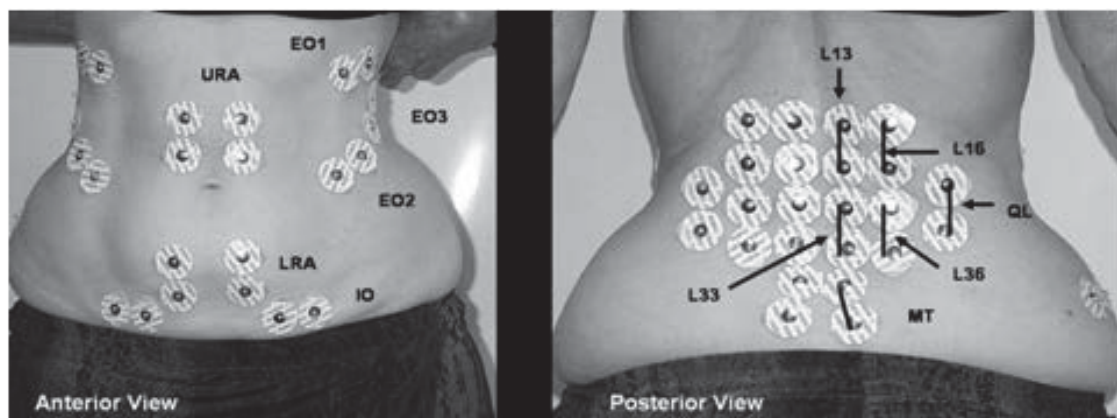 EO1
URA
EO3
EO2
LRA
IO
Anterior View
L13
L16
QL
L33
L36
MT
Posterior View